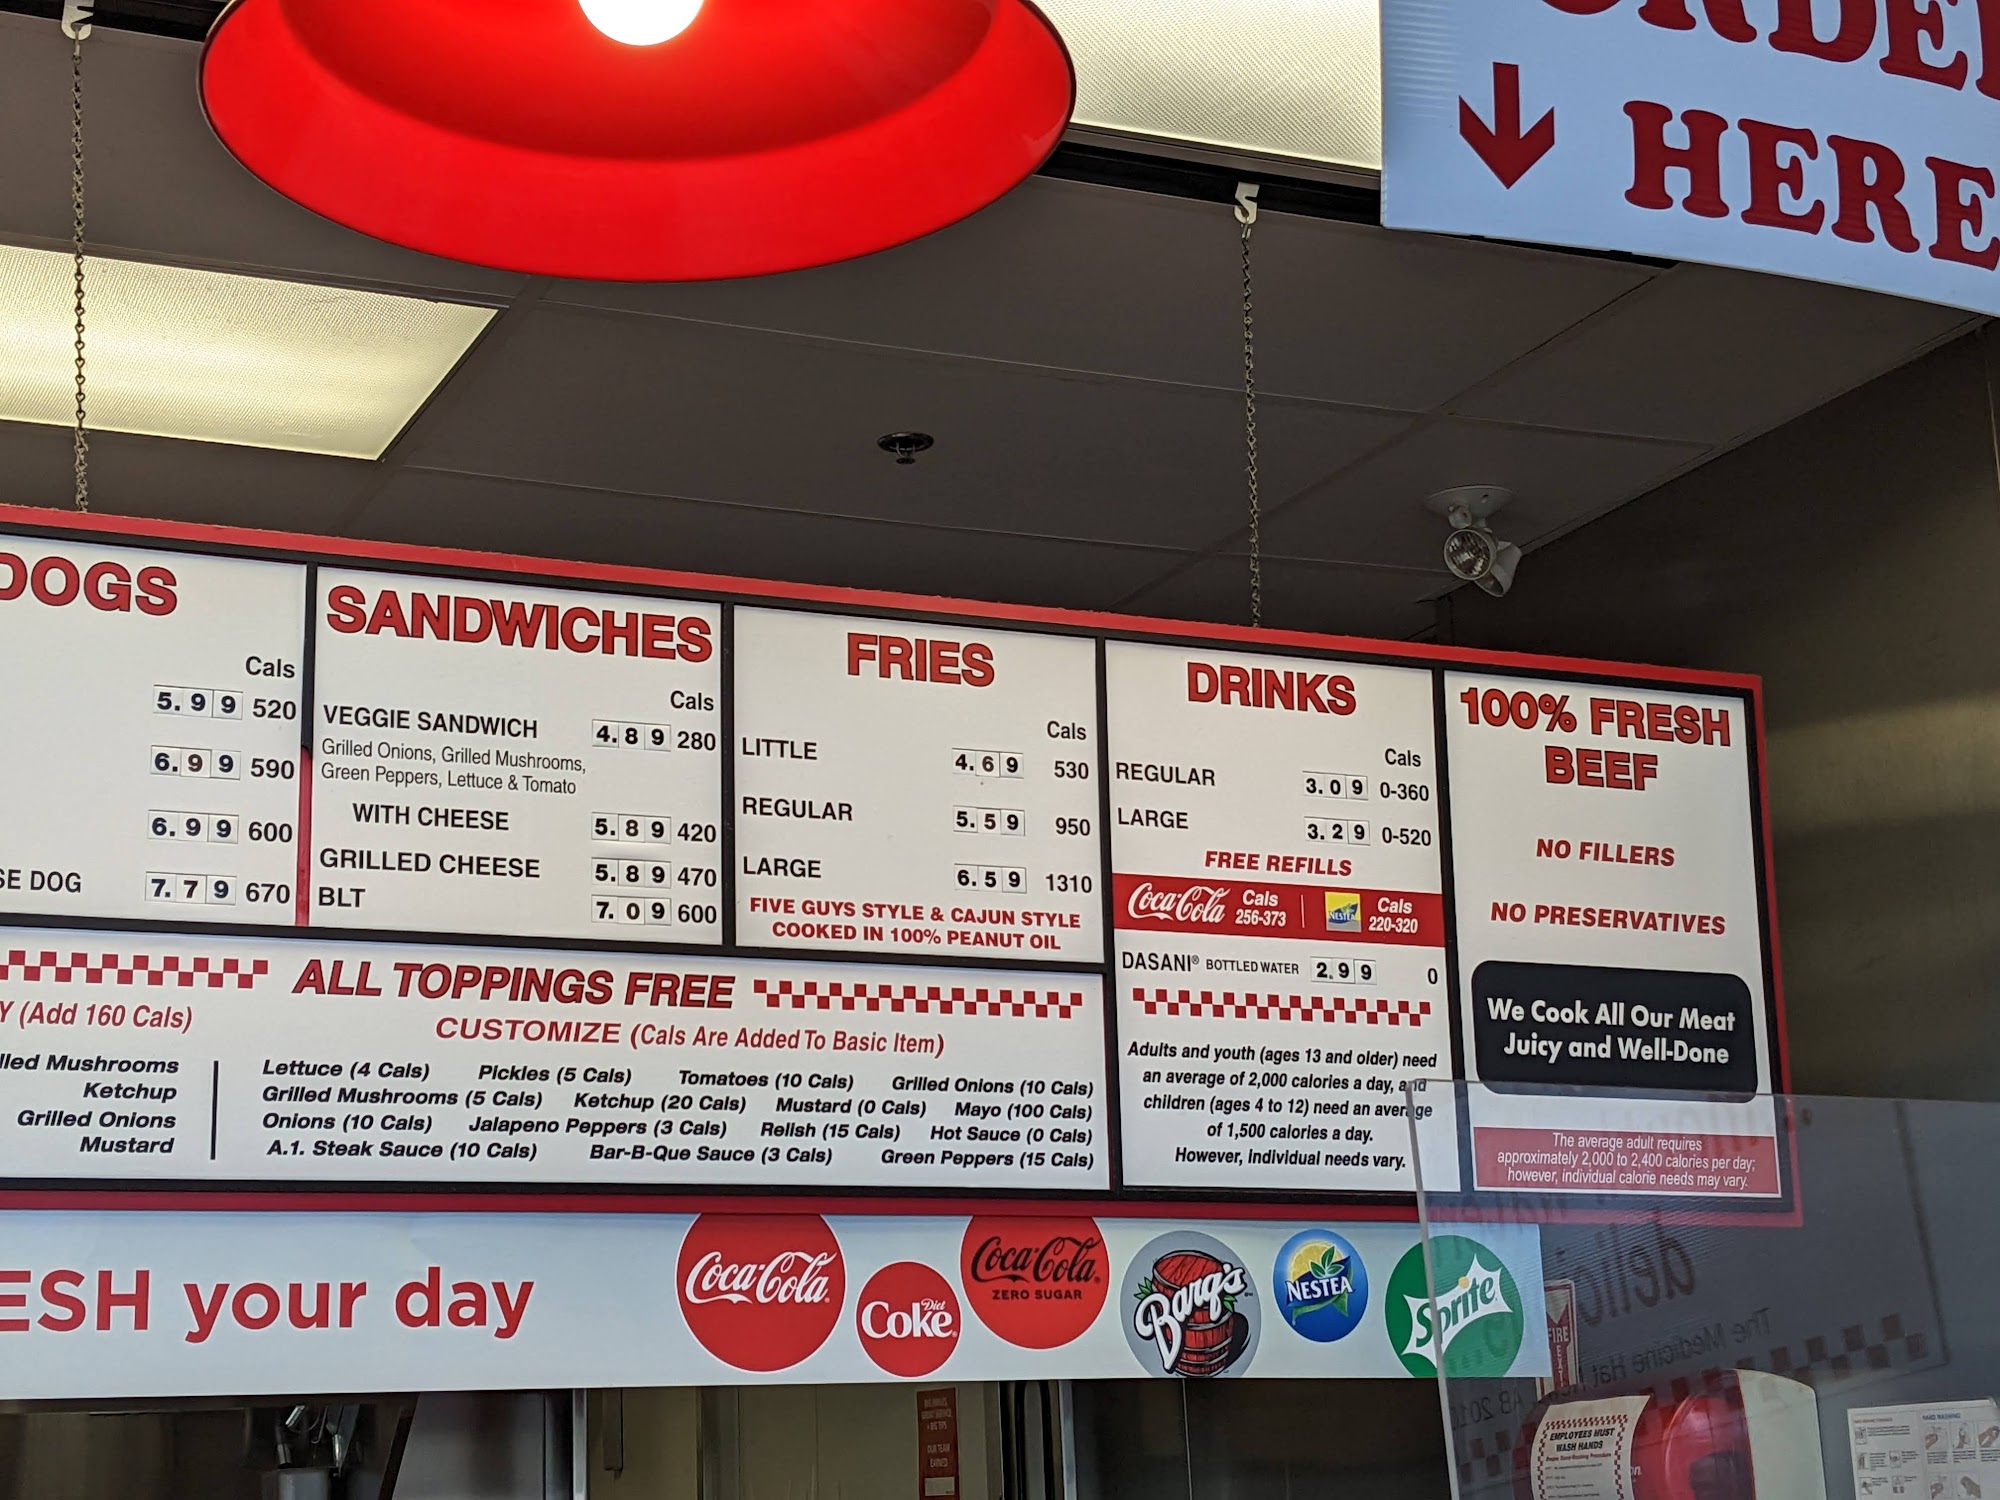 ORDER
HERE
DOGS
Cals
5.99 520
6.99 590
6.99 600
SE DOG 7.79 670
SANDWICHES
Cals
VEGGIE SANDWICH 4.89 280
Grilled Onions, Grilled Mushrooms,
Green Peppers, Lettuce & Tomato
WITH CHEESE 5.89 420
GRILLED CHEESE 5.89 470
BLT 7.09 600
FRIES
Cals
LITTLE 4.69 530
REGULAR 5.59 950
LARGE 6.59 1310
FIVE GUYS STYLE & CAJUN STYLE
COOKED IN 100% PEANUT OIL
DRINKS
Cals
REGULAR 3.09 0-360
LARGE 3.29 0-520
FREE REFILLS
Coca-Cola Cals 256-373 NESTEA Cals 220-320
DASANI® BOTTLED WATER 2.99 0
Adults and youth (ages 13 and older) need
an average of 2,000 calories a day, and
children (ages 4 to 12) need an average
of 1,500 calories a day.
However, individual needs vary.
100% FRESH
BEEF
NO FILLERS
NO PRESERVATIVES
We Cook All Our Meat
Juicy and Well-Done
The average adult requires
approximately 2,000 to 2,400 calories per day;
however, individual calorie needs may vary.
ALL TOPPINGS FREE
Y (Add 160 Cals)
CUSTOMIZE (Cals Are Added To Basic Item)
lled Mushrooms
Ketchup
Grilled Onions
Mustard
Lettuce (4 Cals) Pickles (5 Cals) Tomatoes (10 Cals) Grilled Onions (10 Cals)
Grilled Mushrooms (5 Cals) Ketchup (20 Cals) Mustard (0 Cals) Mayo (100 Cals)
Onions (10 Cals) Jalapeno Peppers (3 Cals) Relish (15 Cals) Hot Sauce (0 Cals)
A.1. Steak Sauce (10 Cals) Bar-B-Que Sauce (3 Cals) Green Peppers (15 Cals)
ESH your day
Coca-Cola
Diet
Coke
Coca-Cola
ZERO SUGAR
Barq's
NESTEA
Sprite
FIRE
The Medicine Hat
EMPLOYEES MUST
WASH HANDS
HAND WASHING